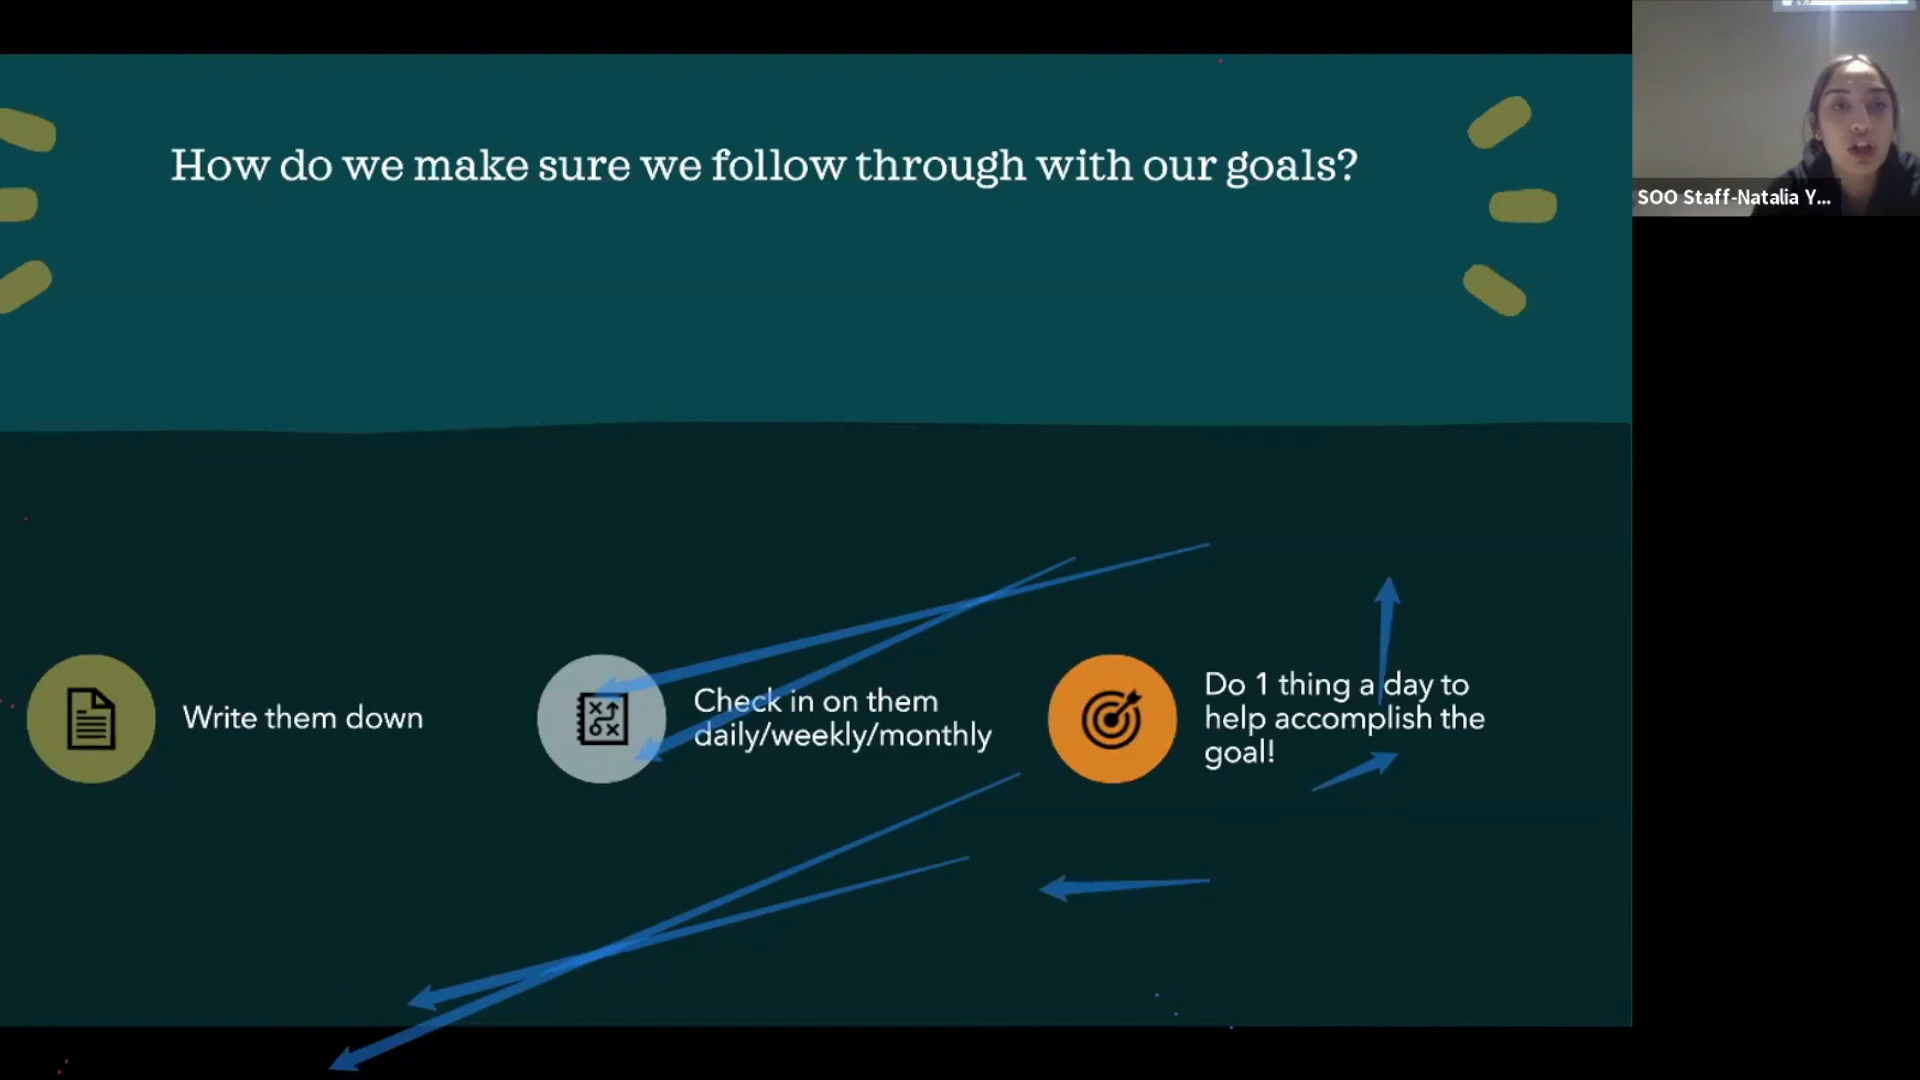 How do we make sure we follow through with our goals?
SOO Staff-Natalia Y...
Write them down
Check in on them
daily/weekly/monthly
Do 1 thing a day to
help accomplish the
goal!